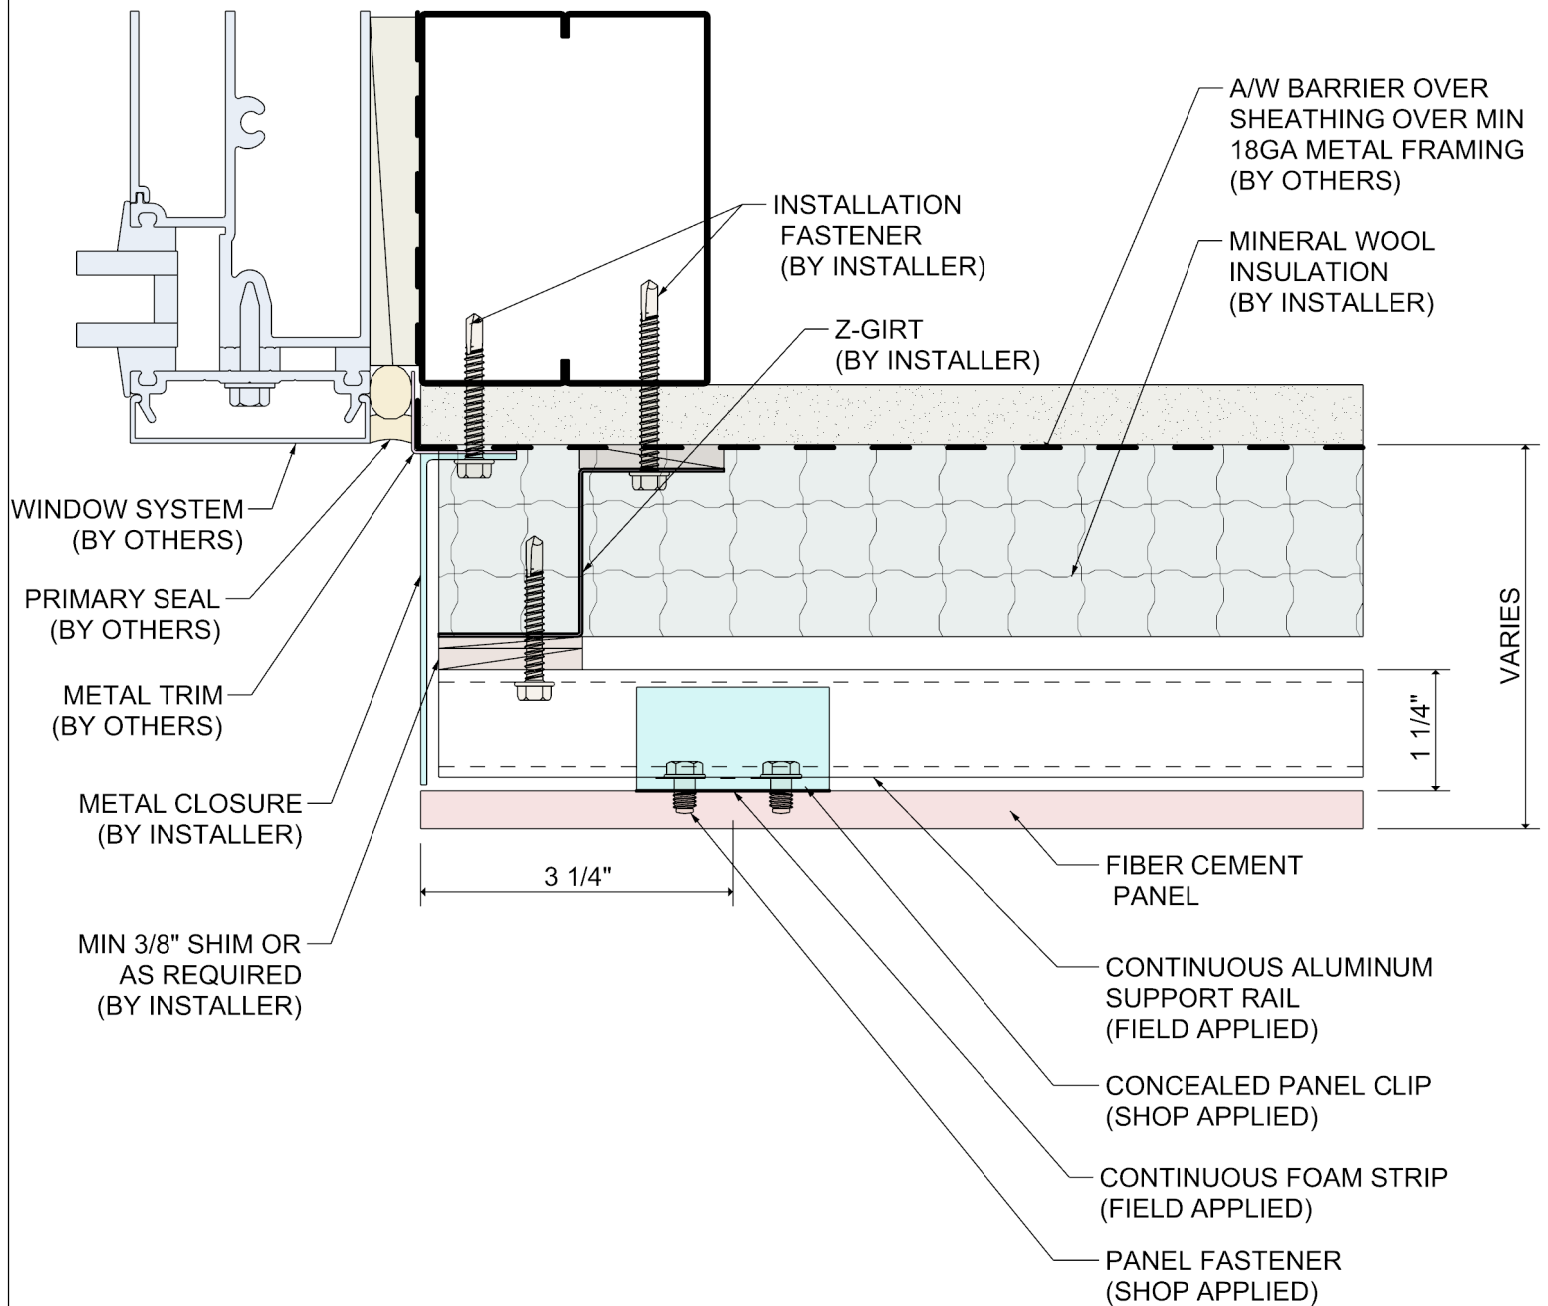 A/W BARRIER OVER
SHEATHING OVER MIN
18GA METAL FRAMING
(BY OTHERS)
INSTALLATION
FASTENER
(BY INSTALLER)
MINERAL WOOL
INSULATION
(BY INSTALLER)
Z-GIRT
(BY INSTALLER)
WINDOW SYSTEM
(BY OTHERS)
PRIMARY SEAL
(BY OTHERS)
METAL TRIM
(BY OTHERS)
METAL CLOSURE
(BY INSTALLER)
MIN 3/8" SHIM OR
AS REQUIRED
(BY INSTALLER)
VARIES
1 1/4"
3 1/4"
FIBER CEMENT
PANEL
CONTINUOUS ALUMINUM
SUPPORT RAIL
(FIELD APPLIED)
CONCEALED PANEL CLIP
(SHOP APPLIED)
CONTINUOUS FOAM STRIP
(FIELD APPLIED)
PANEL FASTENER
(SHOP APPLIED)